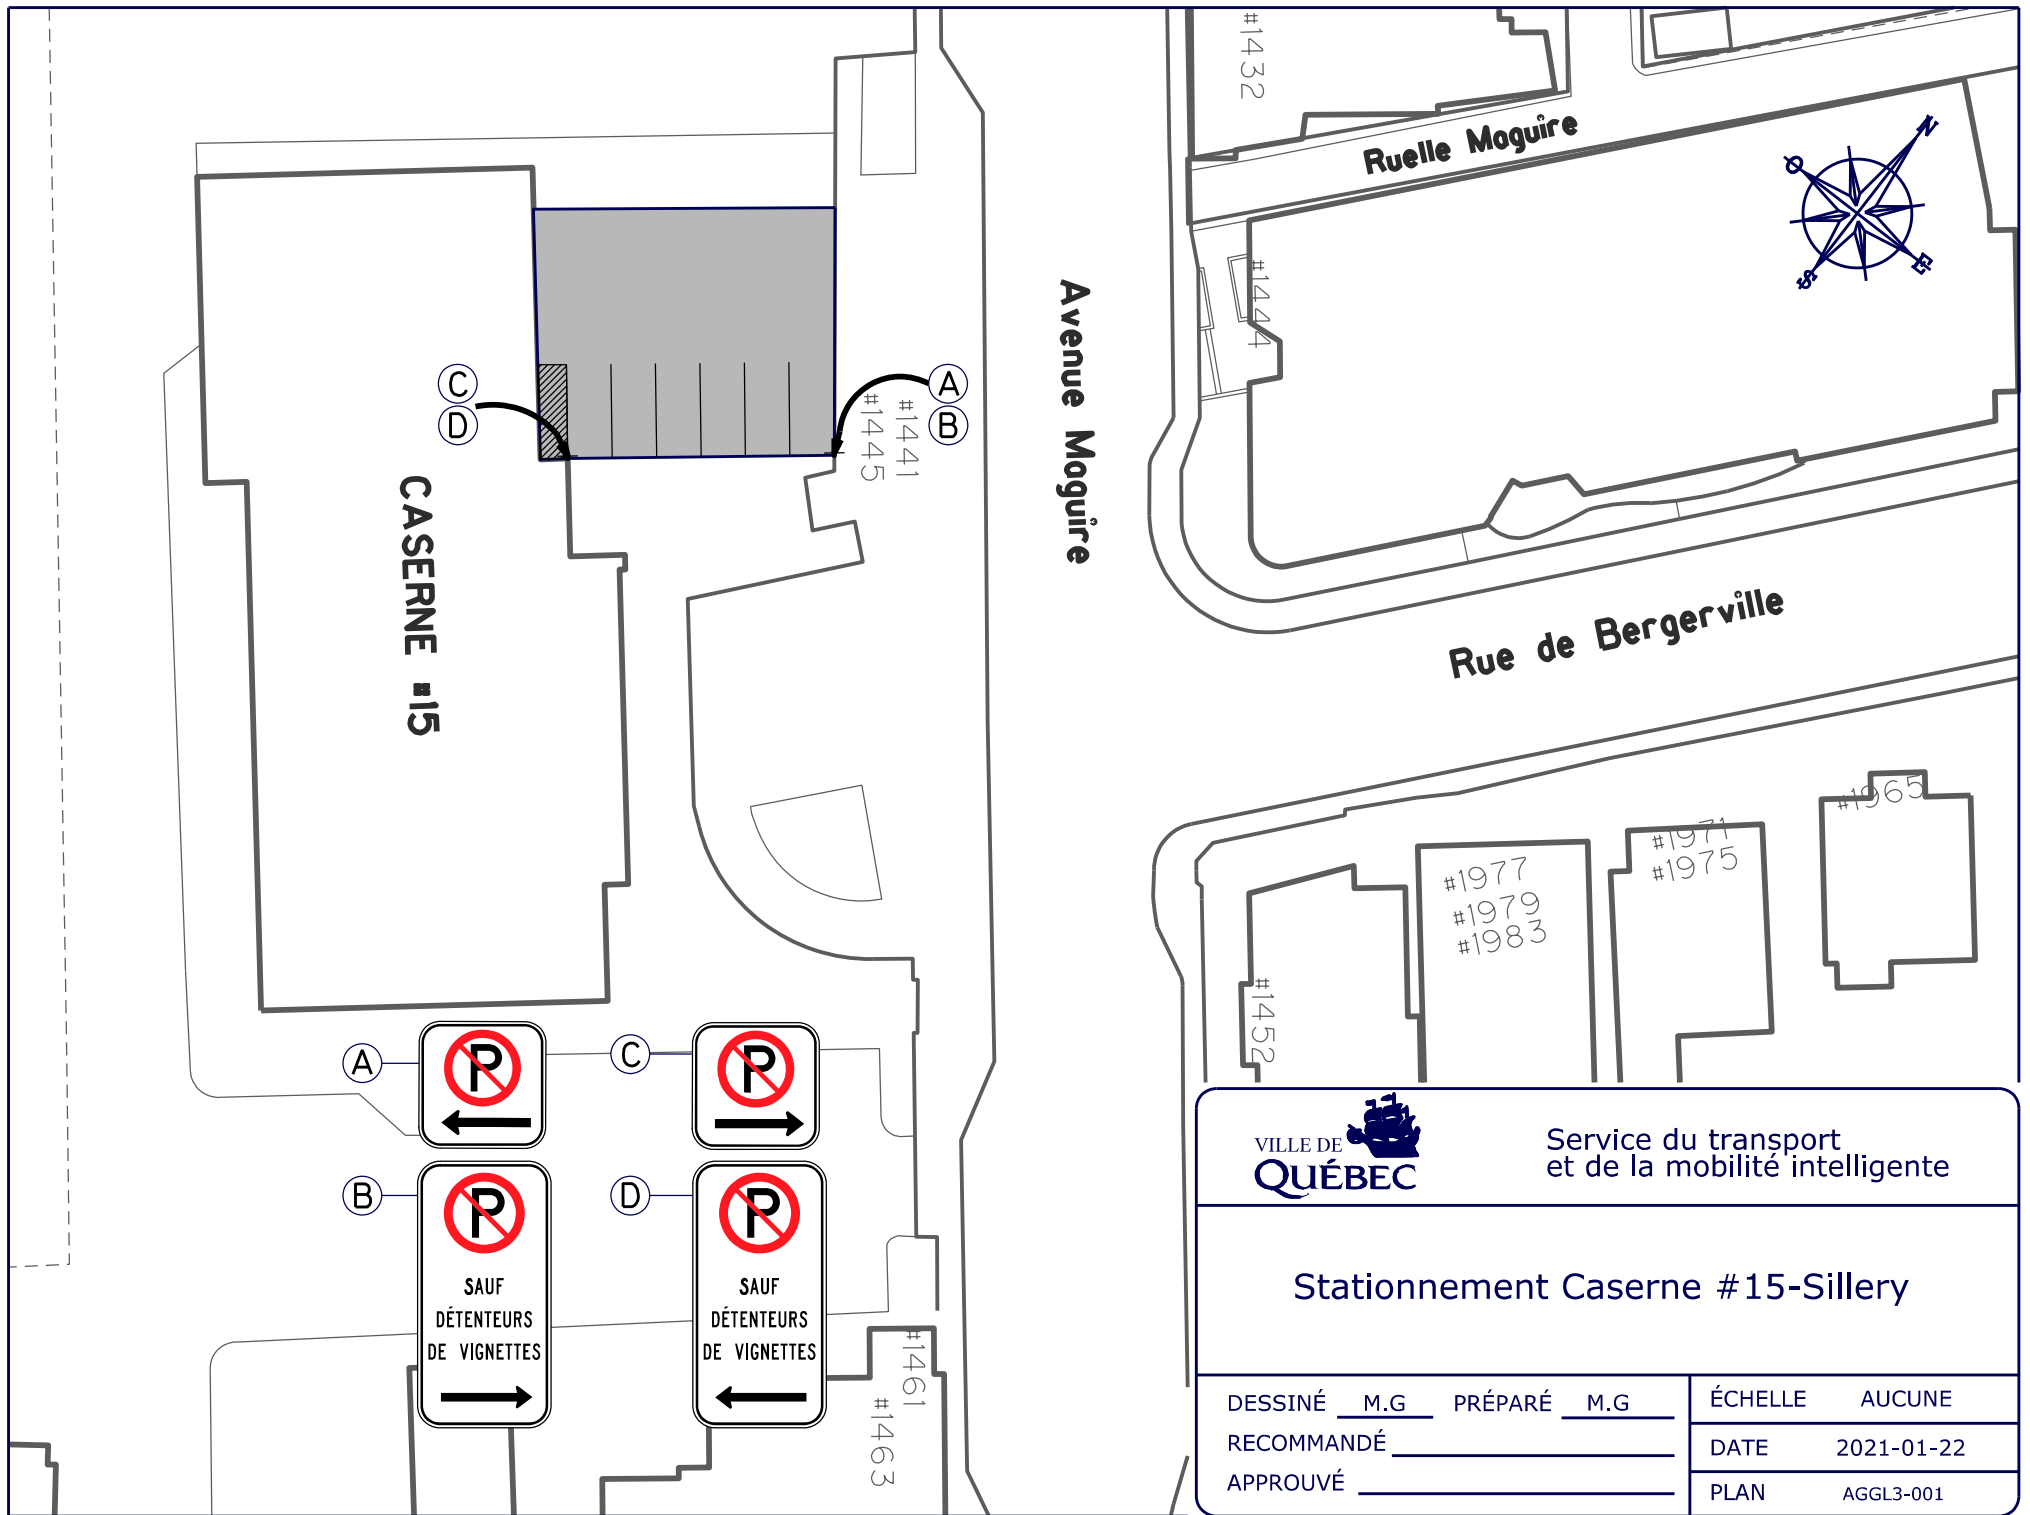 #1432
Ruelle Maguire
N
O
E
S
#1444
Avenue Maguire
C
D
A
B
#1441
#1445
CASERNE #15
Rue de Bergerville
#1965
#1971
#1975
#1977
#1979
#1983
#1452
A
P
C
P
B
P
SAUF
DÉTENTEURS
DE VIGNETTES
D
P
SAUF
DÉTENTEURS
DE VIGNETTES
#1461
#1463
VILLE DE
QUÉBEC
Service du transport
et de la mobilité intelligente
Stationnement Caserne #15-Sillery
DESSINÉ M.G PRÉPARÉ M.G
RECOMMANDÉ
APPROUVÉ
ÉCHELLE AUCUNE
DATE 2021-01-22
PLAN AGGL3-001